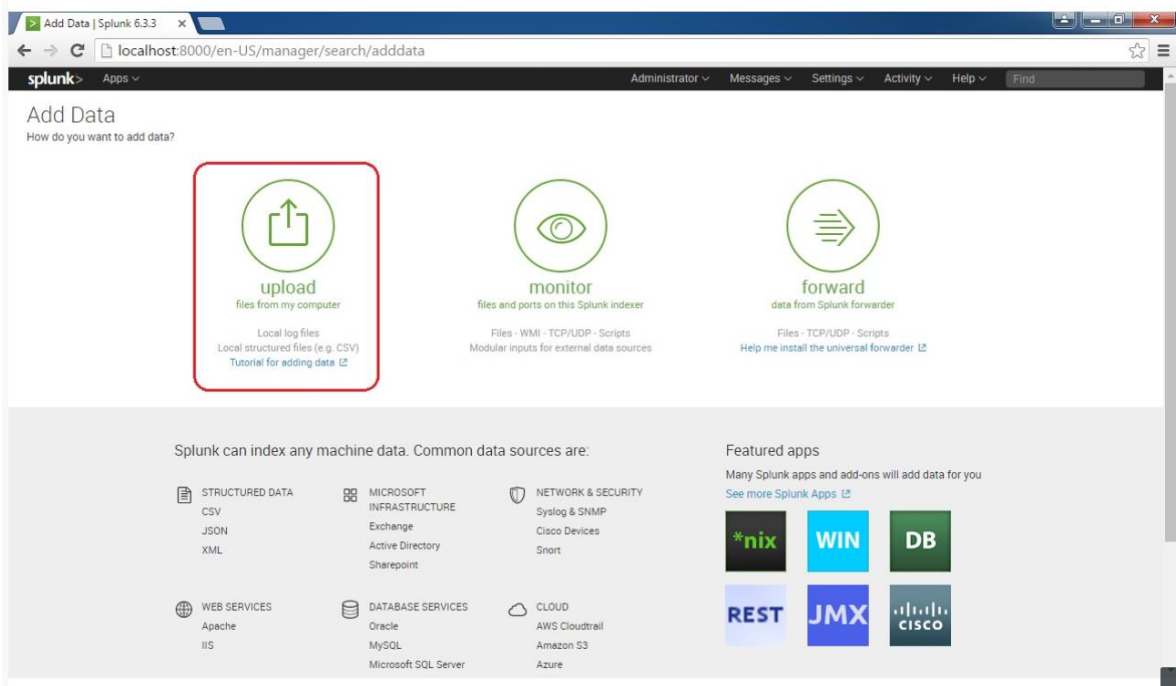 Add Data | Splunk 6.3.3
localhost:8000/en-US/manager/search/adddata
splunk> Apps Administrator Messages Settings Activity Help Find
Add Data
How do you want to add data?
upload
files from my computer
Local log files
Local structured files (e.g. CSV)
Tutorial for adding data
monitor
files and ports on this Splunk indexer
Files - WMI - TCP/UDP - Scripts
Modular inputs for external data sources
forward
data from Splunk forwarder
Files - TCP/UDP - Scripts
Help me install the universal forwarder
Splunk can index any machine data. Common data sources are:
STRUCTURED DATA
CSV
JSON
XML
MICROSOFT
INFRASTRUCTURE
Exchange
Active Directory
Sharepoint
NETWORK & SECURITY
Syslog & SNMP
Cisco Devices
Snort
WEB SERVICES
Apache
IIS
DATABASE SERVICES
Oracle
MySQL
Microsoft SQL Server
CLOUD
AWS Cloudtrail
Amazon S3
Azure
Featured apps
Many Splunk apps and add-ons will add data for you
See more Splunk Apps
*nix
WIN
DB
REST
JMX
CISCO